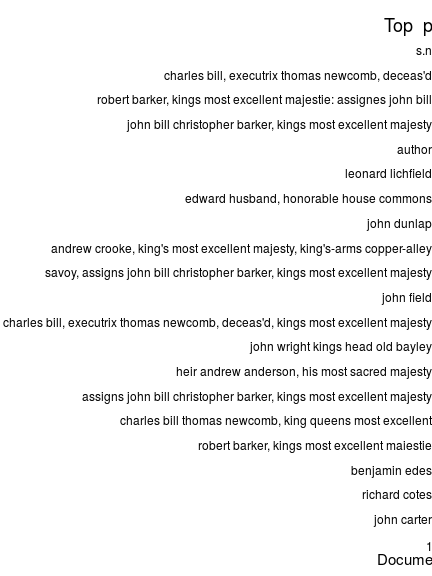 Top p
s.n
charles bill, executrix thomas newcomb, deceas'd
robert barker, kings most excellent majestie: assignes john bill
john bill christopher barker, kings most excellent majesty
author
leonard lichfield
edward husband, honorable house commons
john dunlap
andrew crooke, king's most excellent majesty, king's-arms copper-alley
savoy, assigns john bill christopher barker, kings most excellent majesty
john field
charles bill, executrix thomas newcomb, deceas'd, kings most excellent majesty
john wright kings head old bayley
heir andrew anderson, his most sacred majesty
assigns john bill christopher barker, kings most excellent majesty
charles bill thomas newcomb, king queens most excellent
robert barker, kings most excellent maiestie
benjamin edes
richard cotes
john carter
1
Docume